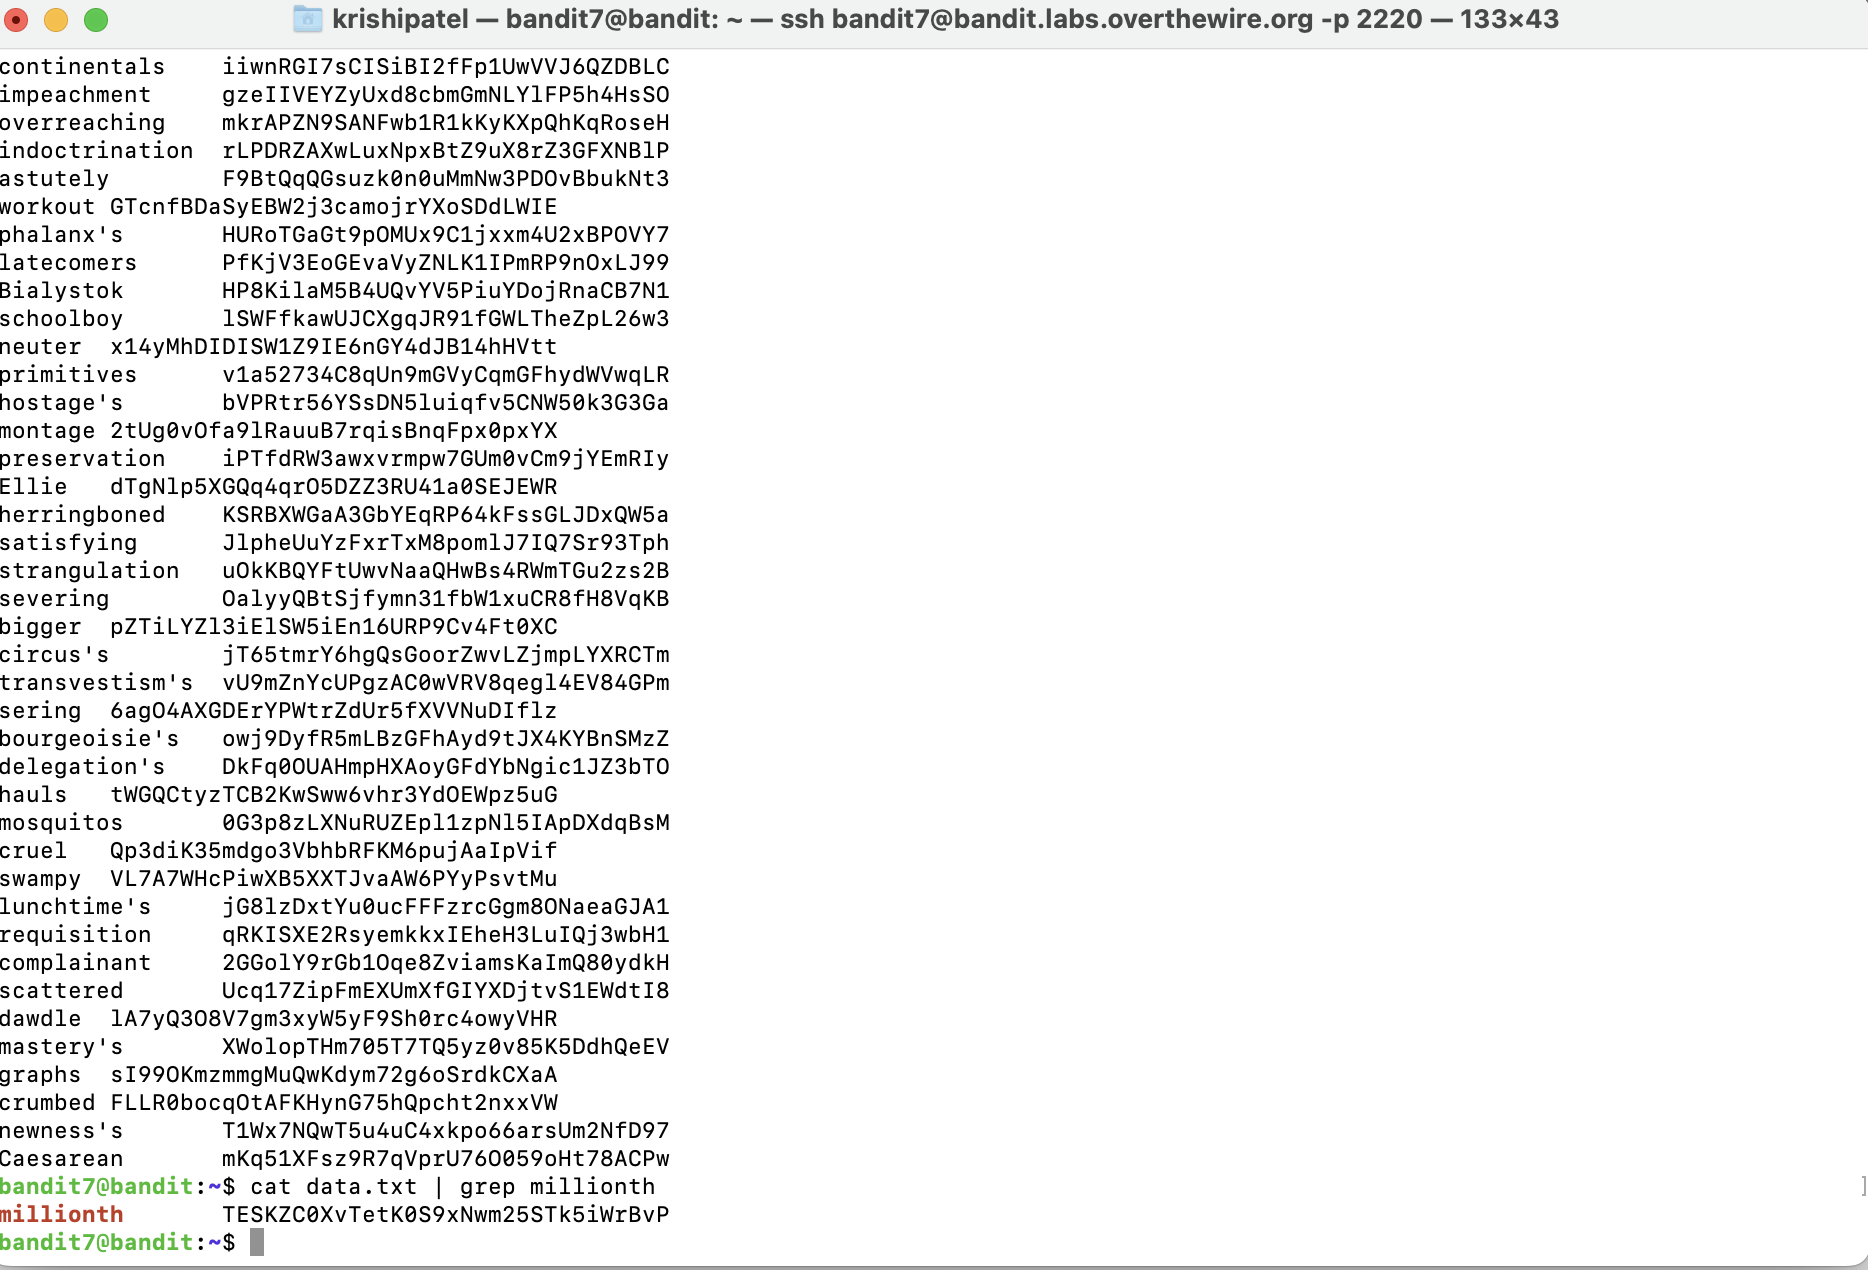 krishipatel — bandit7@bandit: ~ — ssh bandit7@bandit.labs.overthewire.org -p 2220 — 133×43
continentals iiwnRGI7sCISiBI2fFp1UwVVJ6QZDBLC
impeachment gzeIIVEYZyUxd8cbmGmNLYlFP5h4HsSO
overreaching mkrAPZN9SANFwb1R1kKyKXpQhKqRoseH
indoctrination rLPDRZAXwLuxNpxBtZ9uX8rZ3GFXNBlP
astutely F9BtQqQGsuzk0n0uMmNw3PDOvBbukNt3
workout GTcnfBDaSyEBW2j3camojrYXoSDdLWIE
phalanx's HURoTGaGt9pOMUx9C1jxxm4U2xBPOVY7
latecomers PfKjV3EoGEvaVyZNLK1IPmRP9nOxLJ99
Bialystok HP8KilaM5B4UQvYV5PiuYDojRnaCB7N1
schoolboy lSWFfkawUJCXgqJR91fGWLTheZpL26w3
neuter x14yMhDIDISW1Z9IE6nGY4dJB14hHVtt
primitives v1a52734C8qUn9mGVyCqmGFhydWVwqLR
hostage's bVPRtr56YSsDN5luiqfv5CNW50k3G3Ga
montage 2tUg0vOfa9lRauuB7rqisBnqFpx0pxYX
preservation iPTfdRW3awxvrmpw7GUm0vCm9jYEmRIy
Ellie dTgNlp5XGQq4qrO5DZZ3RU41a0SEJEWR
herringboned KSRBXWGaA3GbYEqRP64kFssGLJDxQW5a
satisfying JlpheUuYzFxrTxM8pomlJ7IQ7Sr93Tph
strangulation uOkKBQYFtUwvNaaQHwBs4RWmTGu2zs2B
severing OalyyQBtSjfymn31fbW1xuCR8fH8VqKB
bigger pZTiLYZl3iElSW5iEn16URP9Cv4Ft0XC
circus's jT65tmrY6hgQsGoorZwvLZjmpLYXRCTm
transvestism's vU9mZnYcUPgzAC0wVRV8qegl4EV84GPm
sering 6agO4AXGDErYPWtrZdUr5fXVVNuDIflz
bourgeoisie's owj9DyfR5mLBzGFhAyd9tJX4KYBnSMzZ
delegation's DkFq0OUAHmpHXAoyGFdYbNgic1JZ3bTO
hauls tWGQCtyzTCB2KwSww6vhr3YdOEWpz5uG
mosquitos 0G3p8zLXNuRUZEpl1zpNl5IApDXdqBsM
cruel Qp3diK35mdgo3VbhbRFKM6pujAaIpVif
swampy VL7A7WHcPiwXB5XXTJvaAW6PYyPsvtMu
lunchtime's jG8lzDxtYu0ucFFFzrcGgm8ONaeaGJA1
requisition qRKISXE2RsyemkkxIEheH3LuIQj3wbH1
complainant 2GGolY9rGb1Oqe8ZviamsKaImQ80ydkH
scattered Ucq17ZipFmEXUmXfGIYXDjtvS1EWdtI8
dawdle lA7yQ3O8V7gm3xyW5yF9Sh0rc4owyVHR
mastery's XWolopTHm705T7TQ5yz0v85K5DdhQeEV
graphs sI99OKmzmmgMuQwKdym72g6oSrdkCXaA
crumbed FLLR0bocqOtAFKHynG75hQpcht2nxxVW
newness's T1Wx7NQwT5u4uC4xkpo66arsUm2NfD97
Caesarean mKq51XFsz9R7qVprU76O059oHt78ACPw
bandit7@bandit:~$ cat data.txt | grep millionth ]
millionth TESKZC0XvTetK0S9xNwm25STk5iWrBvP
bandit7@bandit:~$